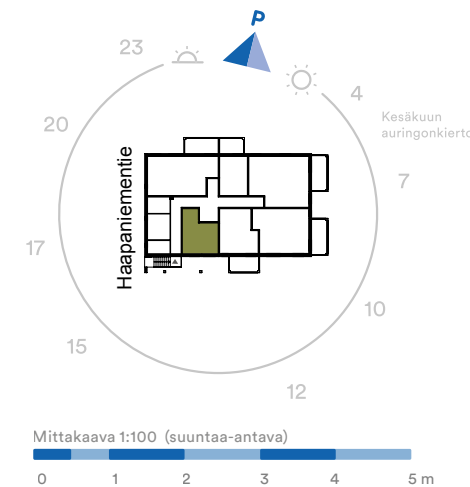 P
23
4
Kesäkuun
auringonkierto
20
7
Haapaniementie
17
10
15
12
Mittakaava 1:100 (suuntaa-antava)
0 1 2 3 4 5 m